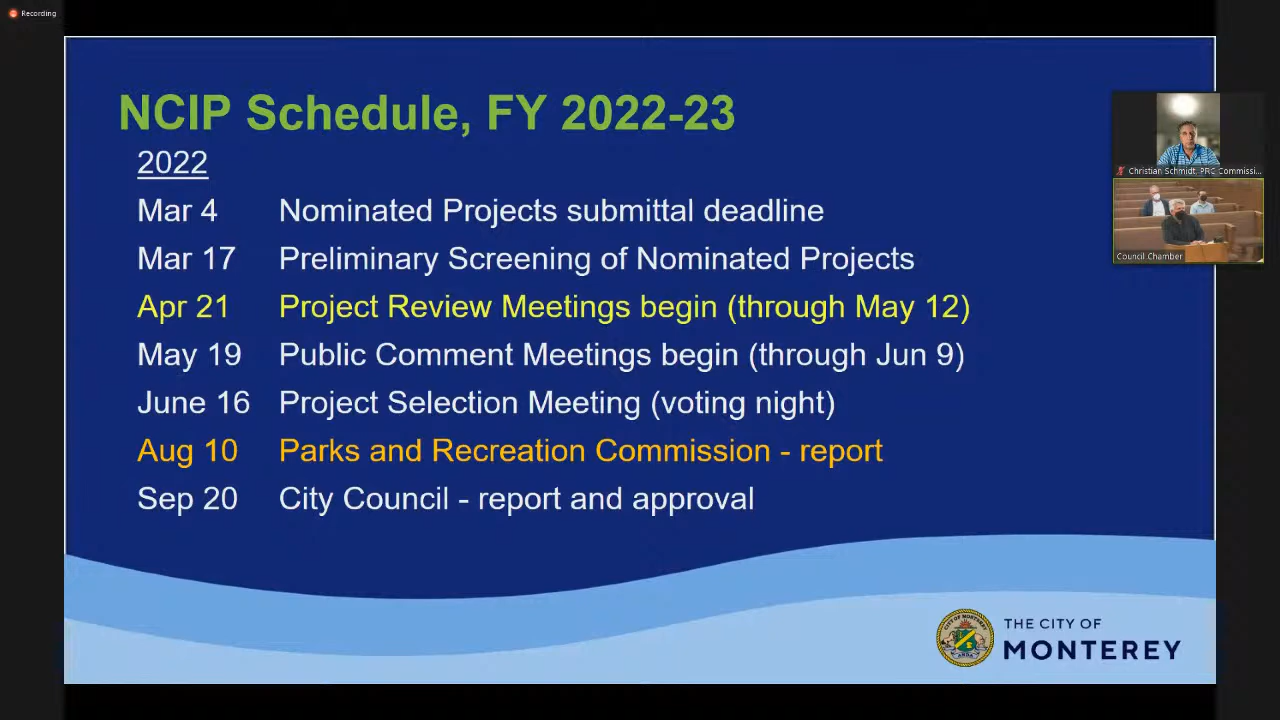 Recording
NCIP Schedule, FY 2022-23
2022
Mar 4 Nominated Projects submittal deadline
Mar 17 Preliminary Screening of Nominated Projects
Apr 21 Project Review Meetings begin (through May 12)
May 19 Public Comment Meetings begin (through Jun 9)
June 16 Project Selection Meeting (voting night)
Aug 10 Parks and Recreation Commission - report
Sep 20 City Council - report and approval
Christian Schmidt, PRC Commissi...
Council Chamber
THE CITY OF
MONTEREY